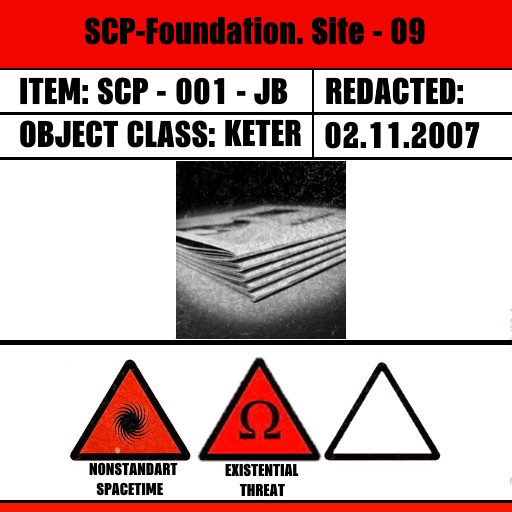 SCP-Foundation. Site - 09
ITEM: SCP - 001 - JB
REDACTED:
OBJECT CLASS: KETER
02.11.2007
Ω
NONSTANDART
SPACETIME
EXISTENTIAL
THREAT